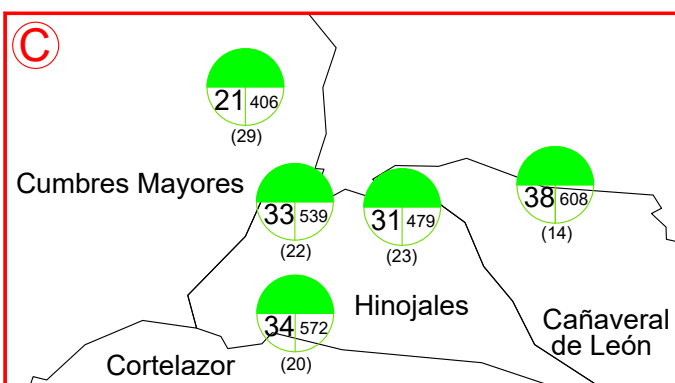 C
21 406
(29)
Cumbres Mayores
33 539
(22)
31 479
(23)
38 608
(14)
34 572
(20)
Hinojales
Cañaveral
de León
Cortelazor